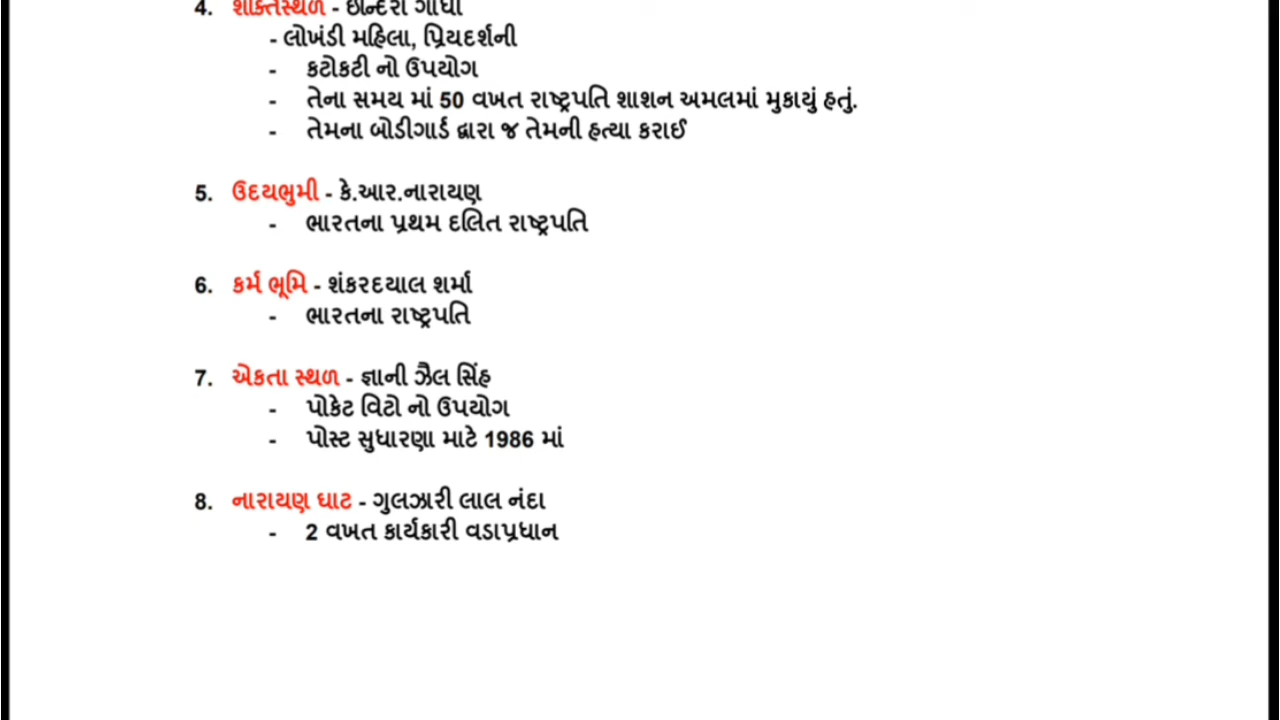 4. શક્તિસ્થળ - ઇન્દિરા ગાંધી
- લોખંડી મહિલા, પ્રિયદર્શની
- કટોકટી નો ઉપયોગ
- તેના સમય માં 50 વખત રાષ્ટ્રપતિ શાશન અમલમાં મુકાયું હતું.
- તેમના બોડીગાર્ડ દ્વારા જ તેમની હત્યા કરાઈ
5. ઉદયભુમી - કે.આર.નારાયણ
- ભારતના પ્રથમ દલિત રાષ્ટ્રપતિ
6. કર્મ ભૂમિ - શંકરદયાલ શર્મા
- ભારતના રાષ્ટ્રપતિ
7. એકતા સ્થળ - જ્ઞાની ઝૈલ સિંહ
- પોકેટ વિટો નો ઉપયોગ
- પોસ્ટ સુધારણા માટે 1986 માં
8. નારાયણ ઘાટ - ગુલઝારી લાલ નંદા
- 2 વખત કાર્યકારી વડાપ્રધાન